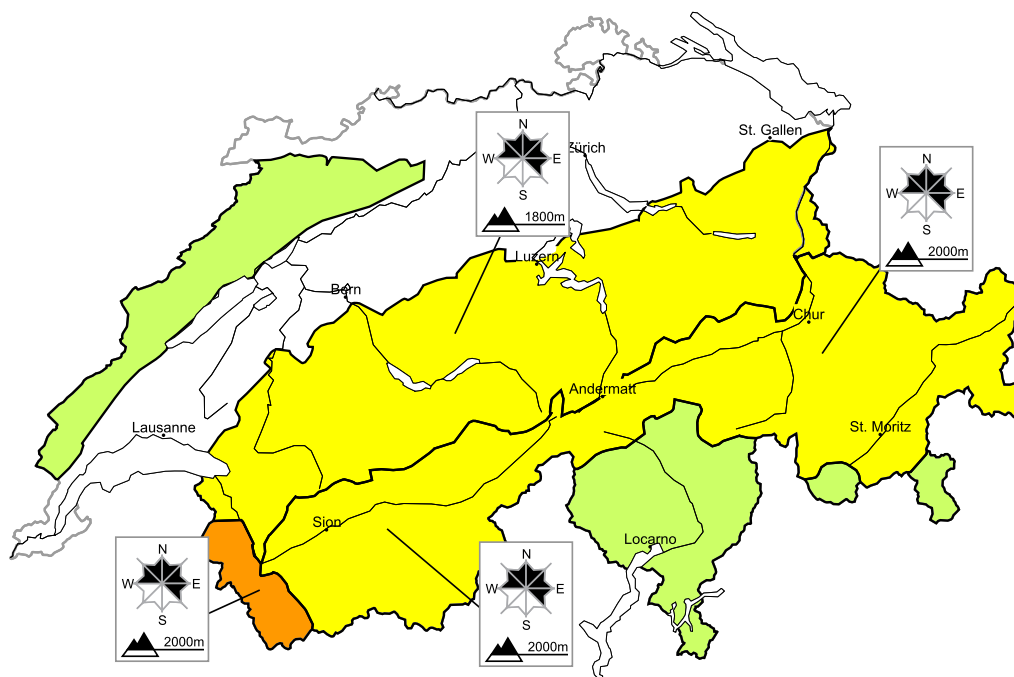 St. Gallen
N
W E
S
1800m
Zürich
N
W E
S
2000m
Luzern
Bern
Chur
Andermatt
Lausanne
St. Moritz
Sion
Locarno
N
W E
S
2000m
N
W E
S
2000m